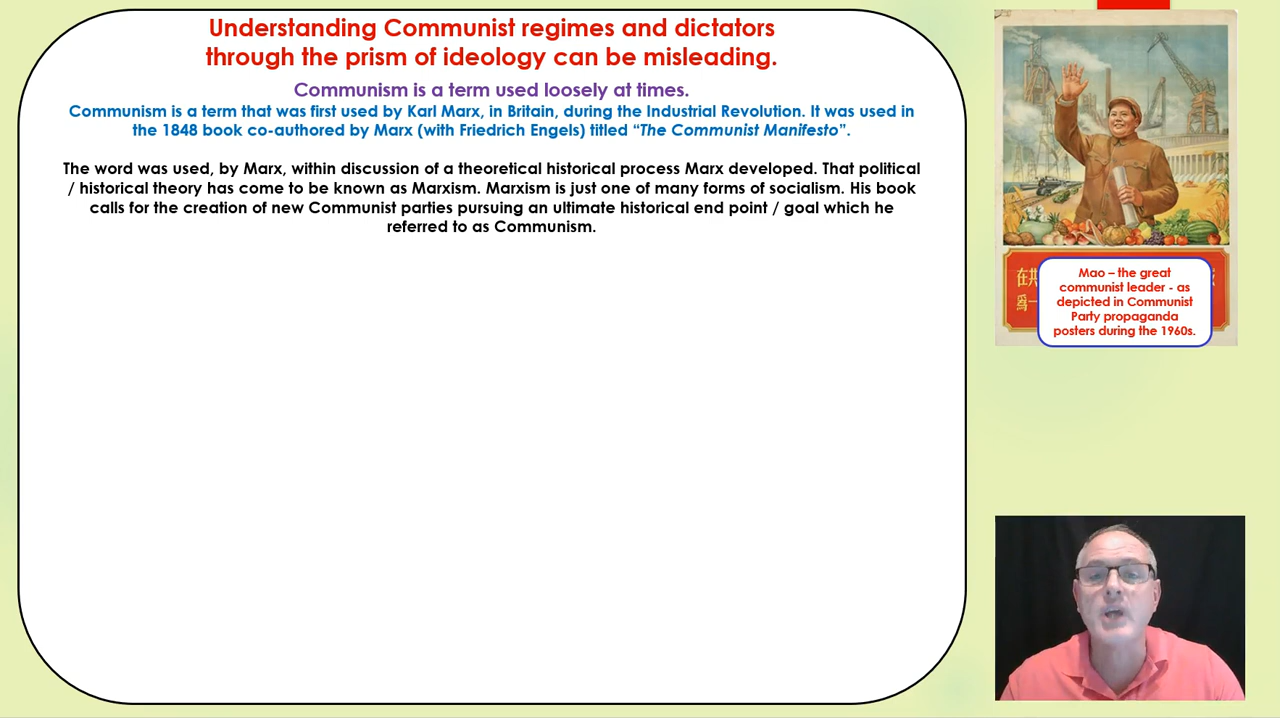 Understanding Communist regimes and dictators
through the prism of ideology can be misleading.
Communism is a term used loosely at times.
Communism is a term that was first used by Karl Marx, in Britain, during the Industrial Revolution. It was used in
the 1848 book co-authored by Marx (with Friedrich Engels) titled “The Communist Manifesto”.
The word was used, by Marx, within discussion of a theoretical historical process Marx developed. That political
/ historical theory has come to be known as Marxism. Marxism is just one of many forms of socialism. His book
calls for the creation of new Communist parties pursuing an ultimate historical end point / goal which he
referred to as Communism.
在
爲一
Mao – the great
communist leader - as
depicted in Communist
Party propaganda
posters during the 1960s.